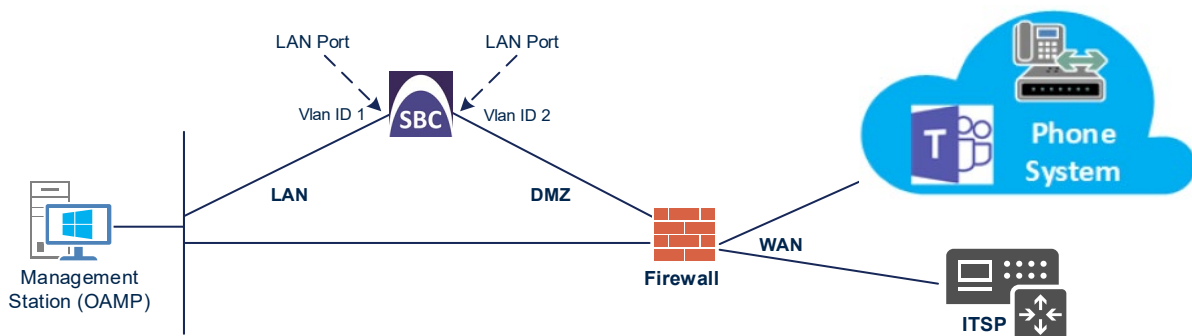 LAN Port
LAN Port
Vlan ID 1
SBC
Vlan ID 2
T
Phone
System
LAN
DMZ
WAN
Management
Station (OAMP)
Firewall
ITSP